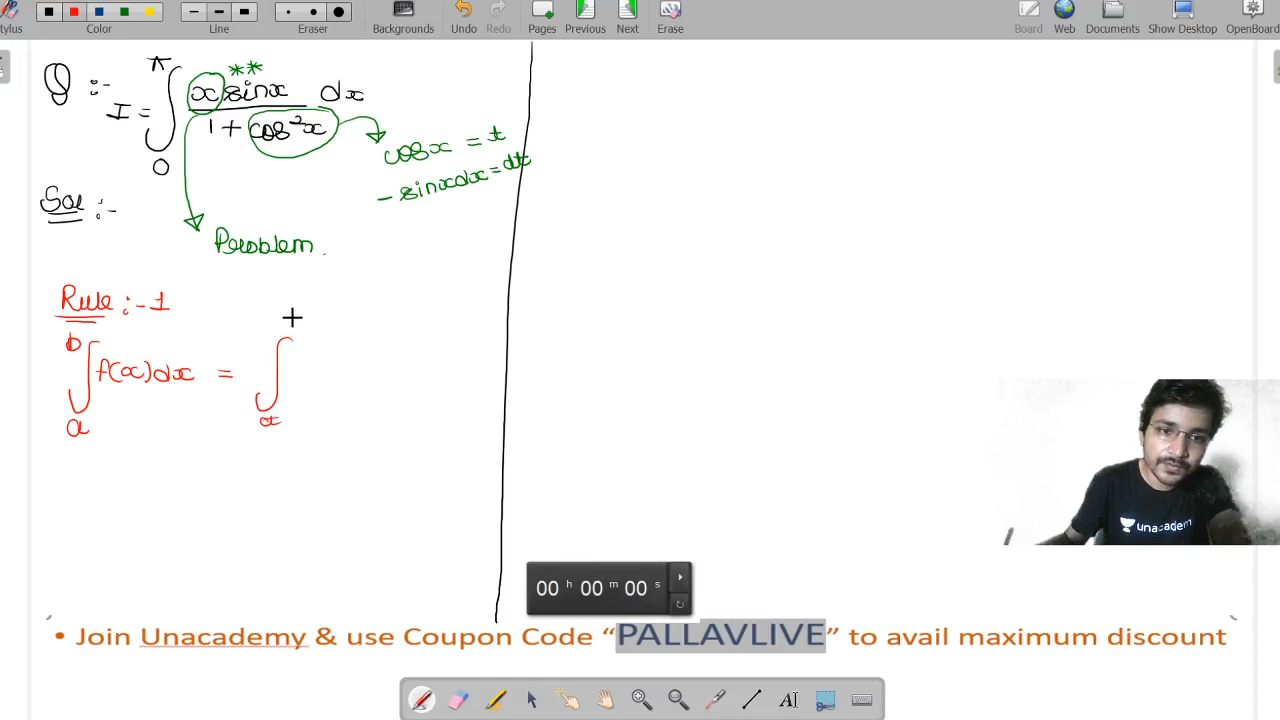 Stylus Color Line Eraser Backgrounds Undo Redo Pages Previous Next Erase Board Web Documents Show Desktop OpenBoard
Q :- I = ∫₀^π x sinx / 1 + cos²x dx
**
cosx = t
- sinxdx = dt
Sol :-
Problem.
Rule :- 1
∫ₐᵇ f(x)dx = ∫ₐ
unacademy
00 h 00 m 00 s
• Join Unacademy & use Coupon Code “PALLAVLIVE” to avail maximum discount